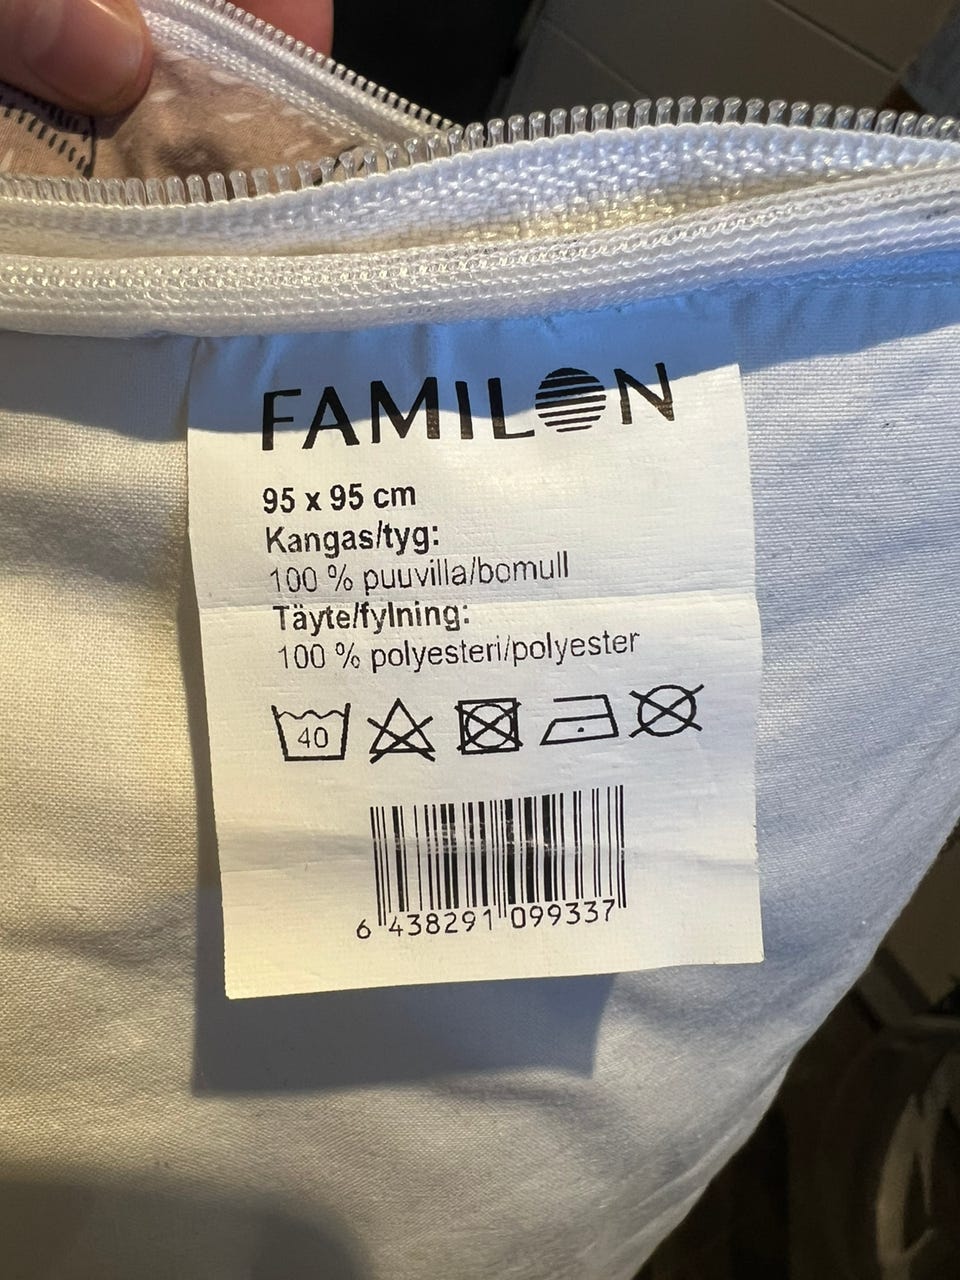 FAMILON
95 x 95 cm
Kangas/tyg:
100 % puuvilla/bomull
Täyte/fylning:
100 % polyesteri/polyester
40
6 438291 099337